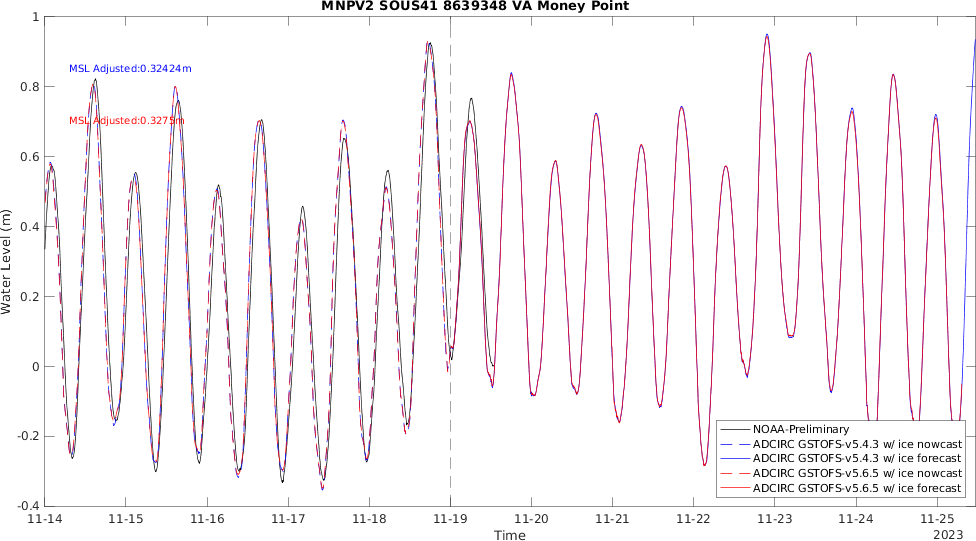 MNPV2 SOUS41 8639348 VA Money Point
1
0.8
0.6
0.4
0.2
0
-0.2
-0.4
Water Level (m)
MSL Adjusted:0.32424m
MSL Adjusted:0.3275m
NOAA-Preliminary
ADCIRC GSTOFS-v5.4.3 w/ ice nowcast
ADCIRC GSTOFS-v5.4.3 w/ ice forecast
ADCIRC GSTOFS-v5.6.5 w/ ice nowcast
ADCIRC GSTOFS-v5.6.5 w/ ice forecast
11-14 11-15 11-16 11-17 11-18 11-19 11-20 11-21 11-22 11-23 11-24 11-25
Time
2023